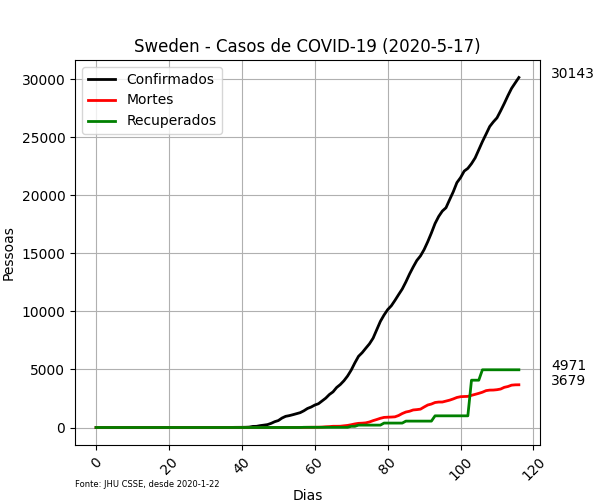 Sweden - Casos de COVID-19 (2020-5-17)
Confirmados
Mortes
Recuperados
30143
4971
3679
30000
25000
20000
15000
10000
5000
0
Pessoas
0 20 40 60 80 100 120
Fonte: JHU CSSE, desde 2020-1-22
Dias